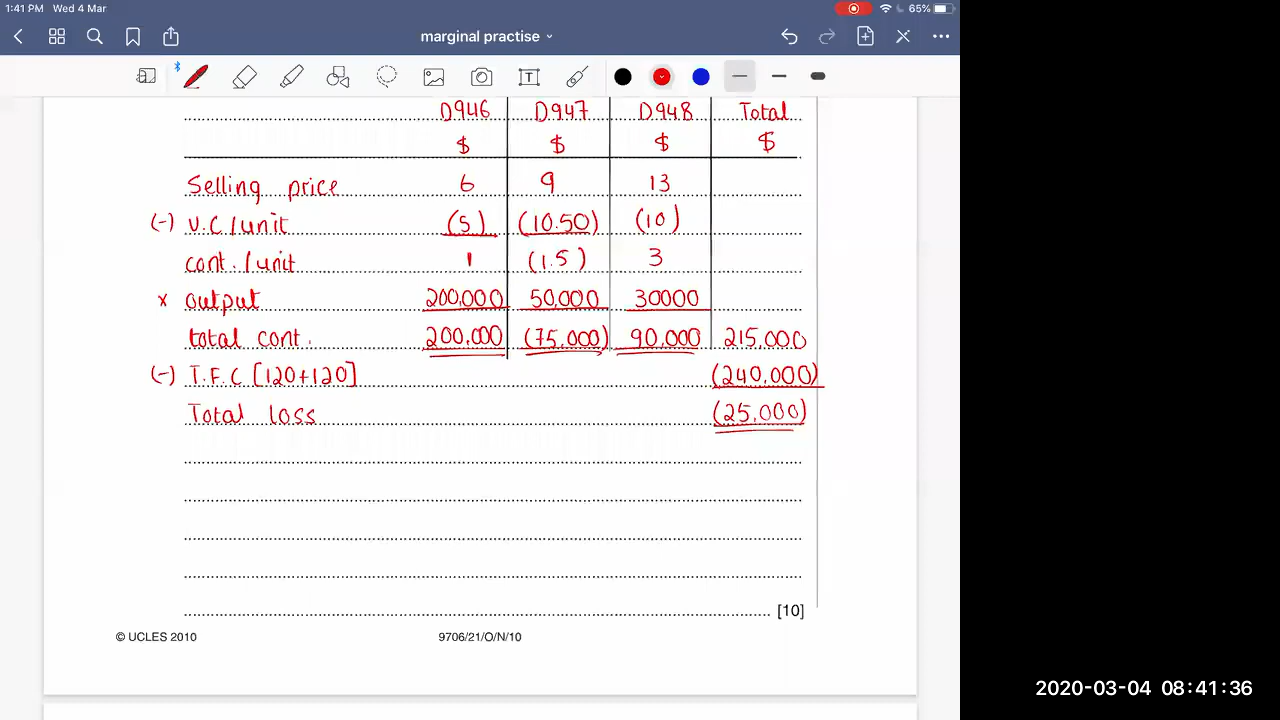 1:41 PM Wed 4 Mar 65%
marginal practise
T
D946 D947 D948 Total
$ $ $ $
Selling price 6 9 13
(-) V.C/unit (5) (10.50) (10)
cont./unit 1 (1.5) 3
x output 200,000 50,000 30000
total cont. 200,000 (75,000) 90,000 215,000
(-) T.F.C [120+120] (240,000)
Total loss (25,000)
[10]
© UCLES 2010 9706/21/O/N/10
2020-03-04 08:41:36